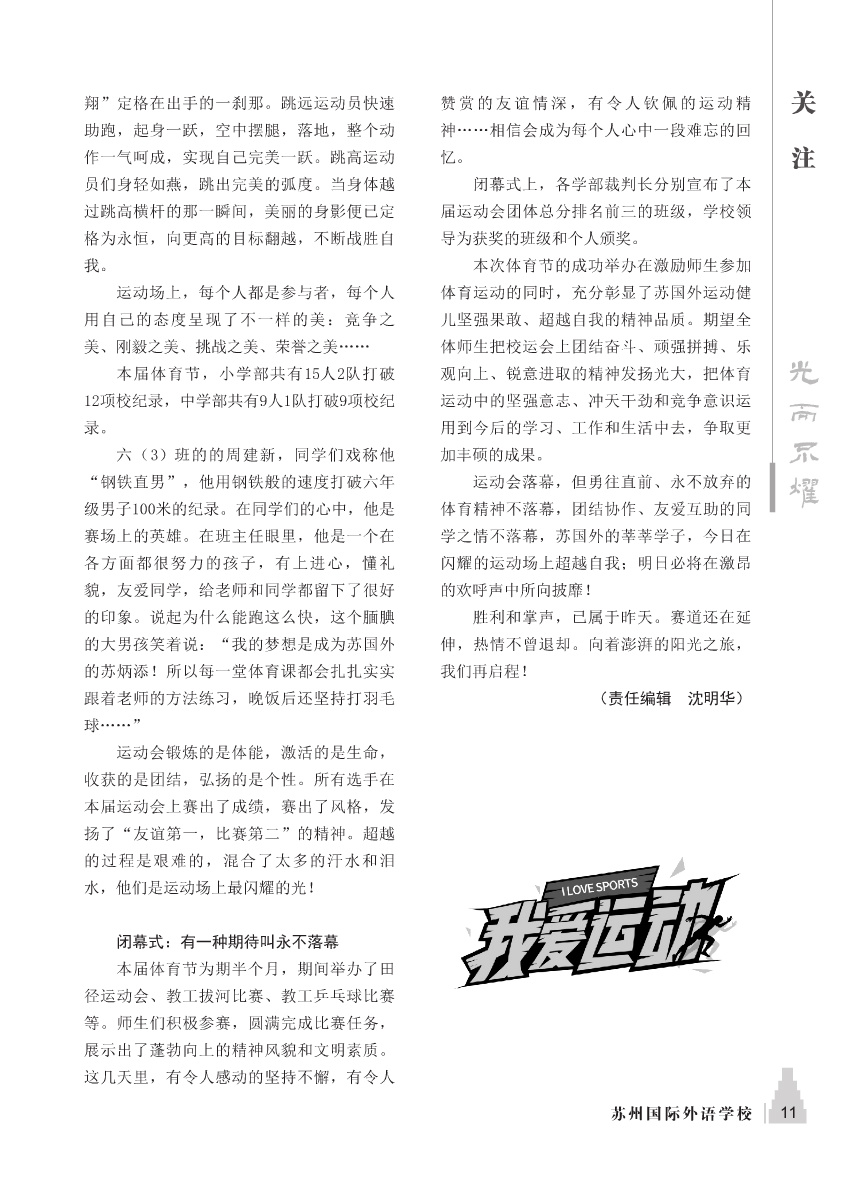 翔”定格在出手的一刹那。跳远运动员快速
助跑，起身一跃，空中摆腿，落地，整个动
作一气呵成，实现自己完美一跃。跳高运动
员们身轻如燕，跳出完美的弧度。当身体越
过跳高横杆的那一瞬间，美丽的身影便已定
格为永恒，向更高的目标翻越，不断战胜自
我。
运动场上，每个人都是参与者，每个人
用自己的态度呈现了不一样的美：竞争之
美、刚毅之美、挑战之美、荣誉之美……
本届体育节，小学部共有15人2队打破
12项校纪录，中学部共有9人1队打破9项校纪
录。
六（3）班的的周建新，同学们戏称他
“钢铁直男”，他用钢铁般的速度打破六年
级男子100米的纪录。在同学们的心中，他是
赛场上的英雄。在班主任眼里，他是一个在
各方面都很努力的孩子，有上进心，懂礼
貌，友爱同学，给老师和同学都留下了很好
的印象。说起为什么能跑这么快，这个腼腆
的大男孩笑着说：“我的梦想是成为苏国外
的苏炳添！所以每一堂体育课都会扎扎实实
跟着老师的方法练习，晚饭后还坚持打羽毛
球……”
运动会锻炼的是体能，激活的是生命，
收获的是团结，弘扬的是个性。所有选手在
本届运动会上赛出了成绩，赛出了风格，发
扬了“友谊第一，比赛第二”的精神。超越
的过程是艰难的，混合了太多的汗水和泪
水，他们是运动场上最闪耀的光！
闭幕式：有一种期待叫永不落幕
本届体育节为期半个月，期间举办了田
径运动会、教工拔河比赛、教工乒乓球比赛
等。师生们积极参赛，圆满完成比赛任务，
展示出了蓬勃向上的精神风貌和文明素质。
这几天里，有令人感动的坚持不懈，有令人
赞赏的友谊情深，有令人钦佩的运动精
神……相信会成为每个人心中一段难忘的回
忆。
闭幕式上，各学部裁判长分别宣布了本
届运动会团体总分排名前三的班级，学校领
导为获奖的班级和个人颁奖。
本次体育节的成功举办在激励师生参加
体育运动的同时，充分彰显了苏国外运动健
儿坚强果敢、超越自我的精神品质。期望全
体师生把校运会上团结奋斗、顽强拼搏、乐
观向上、锐意进取的精神发扬光大，把体育
运动中的坚强意志、冲天干劲和竞争意识运
用到今后的学习、工作和生活中去，争取更
加丰硕的成果。
运动会落幕，但勇往直前、永不放弃的
体育精神不落幕，团结协作、友爱互助的同
学之情不落幕，苏国外的莘莘学子，今日在
闪耀的运动场上超越自我；明日必将在激昂
的欢呼声中所向披靡！
胜利和掌声，已属于昨天。赛道还在延
伸，热情不曾退却。向着澎湃的阳光之旅，
我们再启程！
（责任编辑　沈明华）
I LOVE SPORTS
我爱运动
关注
光而不耀
苏州国际外语学校
11